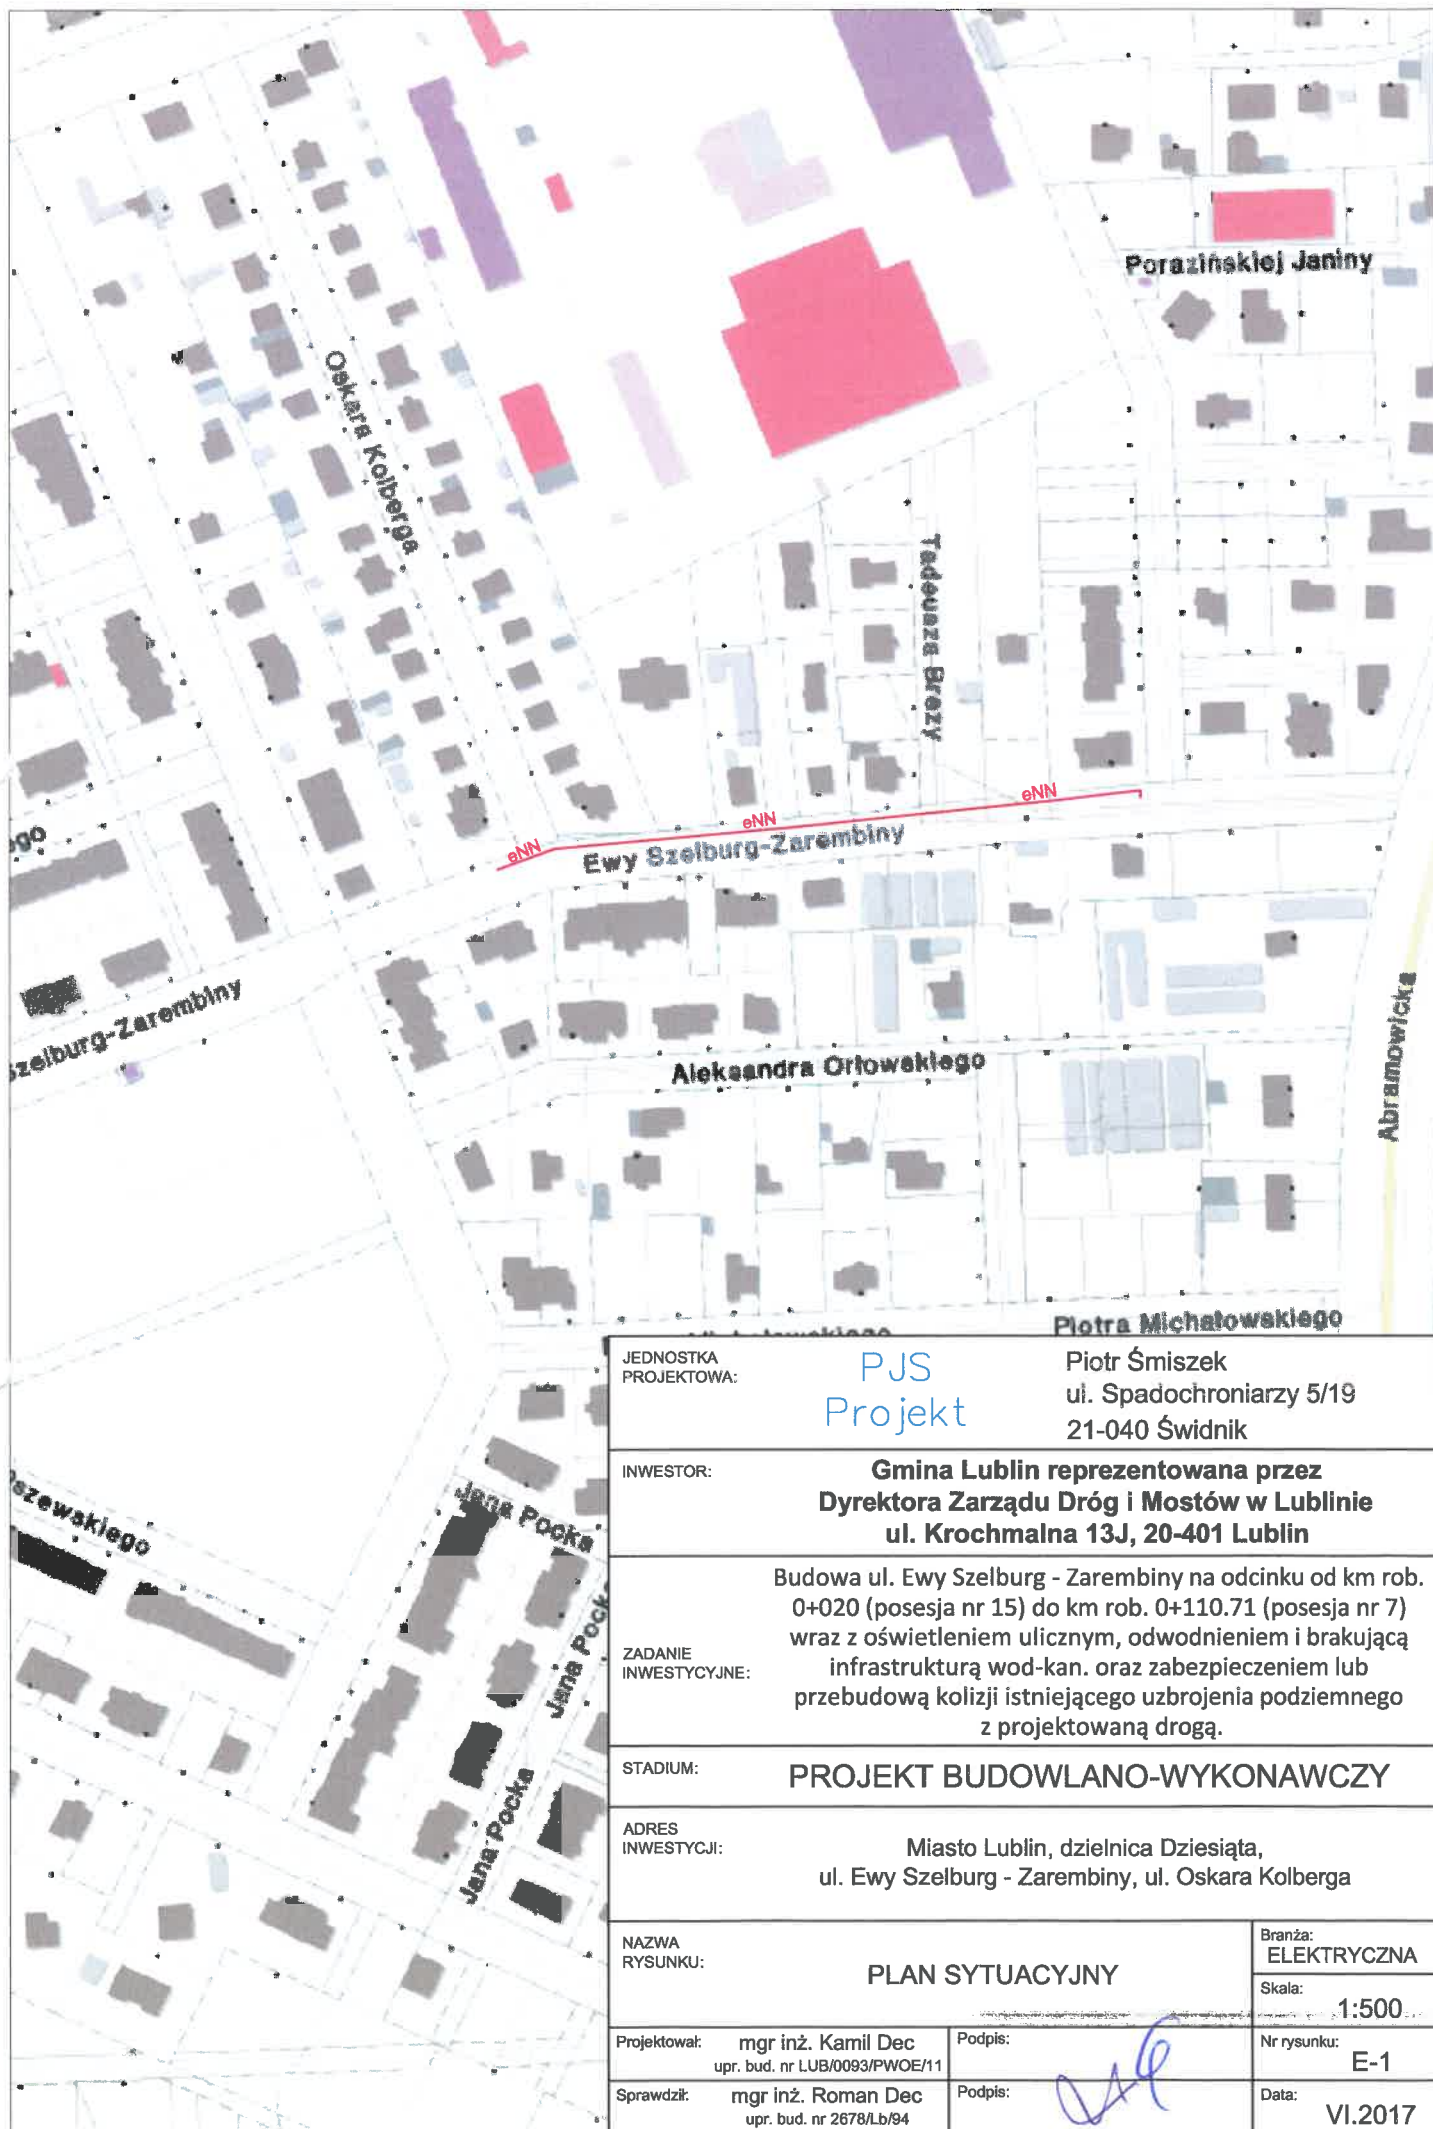 Porazińskiej Janiny
Oskara Kolberga
Tadeusza Brezy
eNN
eNN
eNN
Ewy Szelburg-Zarembiny
ego
zelburg-Zarembiny
Aleksandra Orłowskiego
Abramowicka
Piotra Michałowskiego
Michałowskiego
szewskiego
Jana Pocka
Jana Pocka
Jana Pocka
JEDNOSTKA
PROJEKTOWA:
PJS
Projekt
Piotr Śmiszek
ul. Spadochroniarzy 5/19
21-040 Świdnik
INWESTOR:
Gmina Lublin reprezentowana przez
Dyrektora Zarządu Dróg i Mostów w Lublinie
ul. Krochmalna 13J, 20-401 Lublin
ZADANIE
INWESTYCYJNE:
Budowa ul. Ewy Szelburg - Zarembiny na odcinku od km rob.
0+020 (posesja nr 15) do km rob. 0+110.71 (posesja nr 7)
wraz z oświetleniem ulicznym, odwodnieniem i brakującą
infrastrukturą wod-kan. oraz zabezpieczeniem lub
przebudową kolizji istniejącego uzbrojenia podziemnego
z projektowaną drogą.
STADIUM:
PROJEKT BUDOWLANO-WYKONAWCZY
ADRES
INWESTYCJI:
Miasto Lublin, dzielnica Dziesiąta,
ul. Ewy Szelburg - Zarembiny, ul. Oskara Kolberga
NAZWA
RYSUNKU:
PLAN SYTUACYJNY
Branża:
ELEKTRYCZNA
Skala:
1:500
Projektował:
mgr inż. Kamil Dec
upr. bud. nr LUB/0093/PWOE/11
Podpis:
Nr rysunku:
E-1
Sprawdził:
mgr inż. Roman Dec
upr. bud. nr 2678/Lb/94
Podpis:
Data:
VI.2017